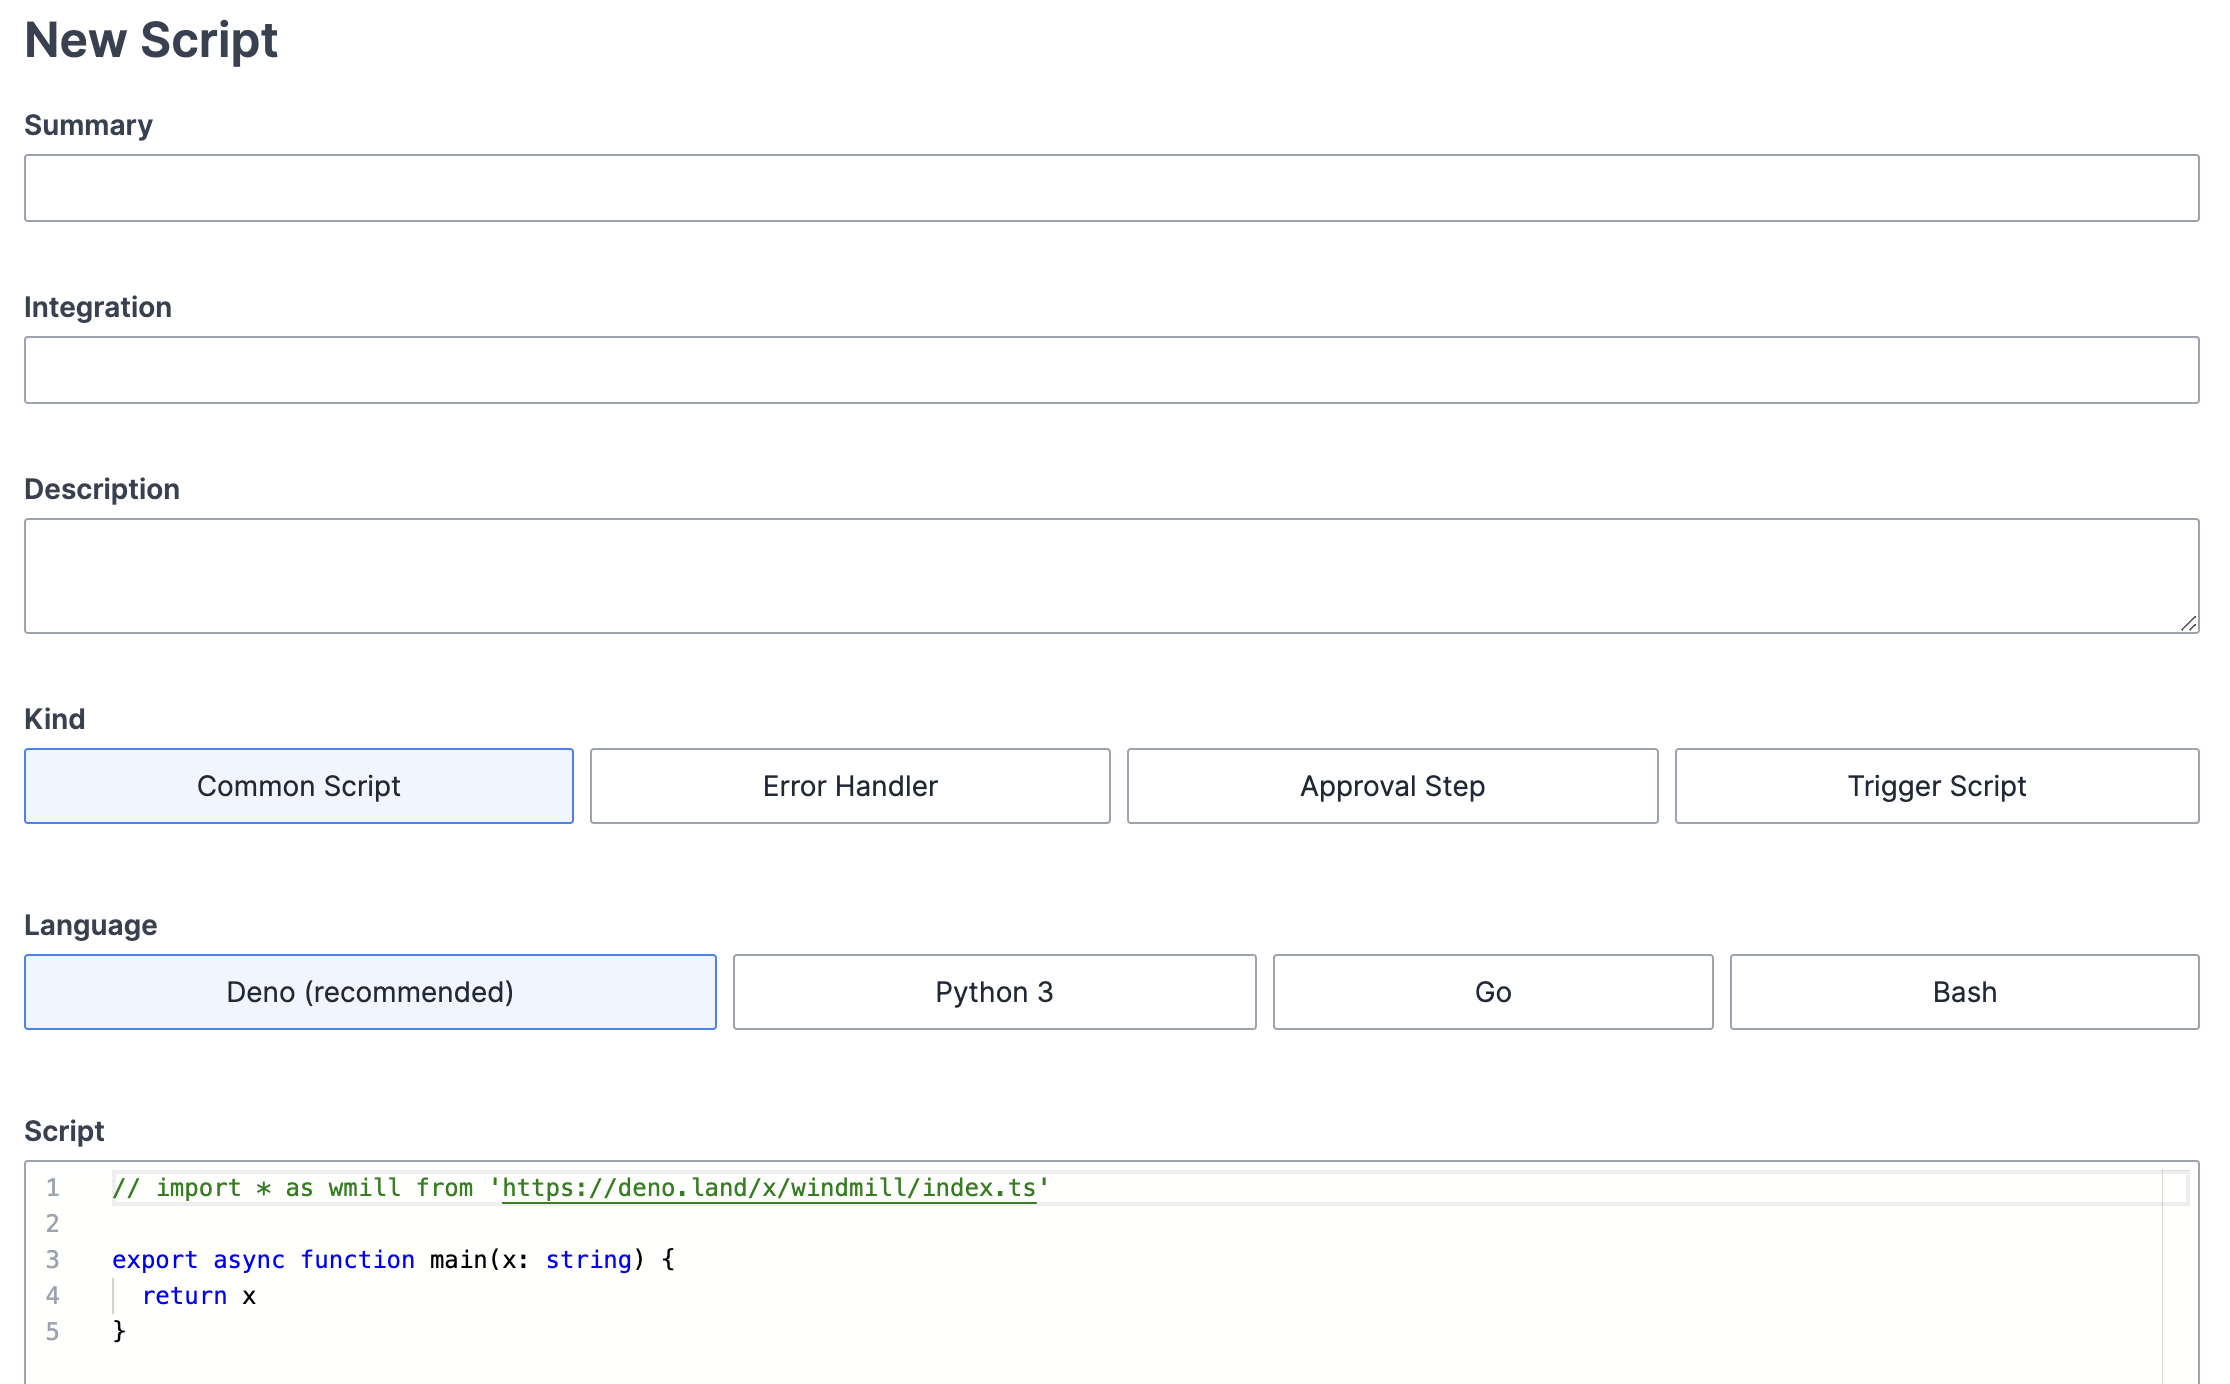 New Script
Summary
Integration
Description
Kind
Common Script
Error Handler
Approval Step
Trigger Script
Language
Deno (recommended)
Python 3
Go
Bash
Script
1 // import * as wmill from 'https://deno.land/x/windmill/index.ts'
2
3 export async function main(x: string) {
4   return x
5 }